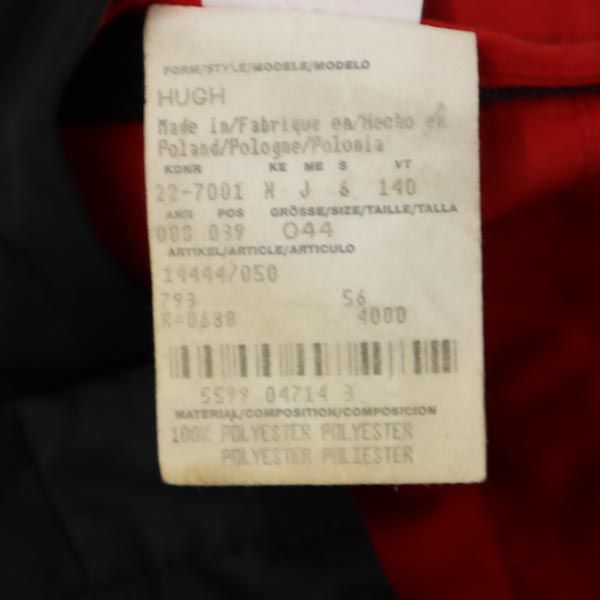 FORM/STYLE/MODELE/MODELO
HUGH
Made in/Fabrique en/Hecho en
Poland/Pologne/Polonia
KDNR KE ME S VT
22-7001 N J 6 140
ANR POS GRÖSSE/SIZE/TAILLE/TALLA
000 039 044
ARTIKEL/ARTICLE/ARTICULO
14444/050
793 56
R=0688 4000
5599 04714 3
MATERIAL/COMPOSITION/COMPOSICION
100% POLYESTER POLYESTER
POLYESTER POLIESTER